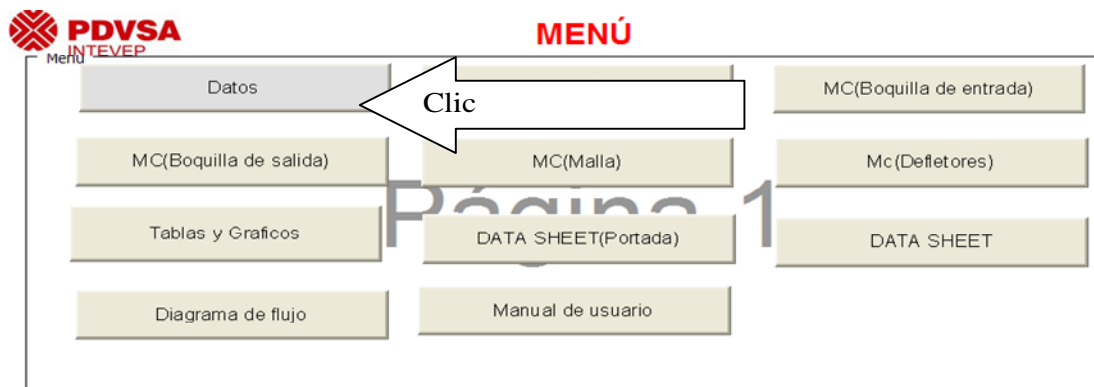 PDVSA
INTEVEP
MENÚ
Menú
Datos
Clic
MC(Boquilla de entrada)
MC(Boquilla de salida)
MC(Malla)
Mc(Defletores)
Página 1
Tablas y Graficos
DATA SHEET(Portada)
DATA SHEET
Diagrama de flujo
Manual de usuario